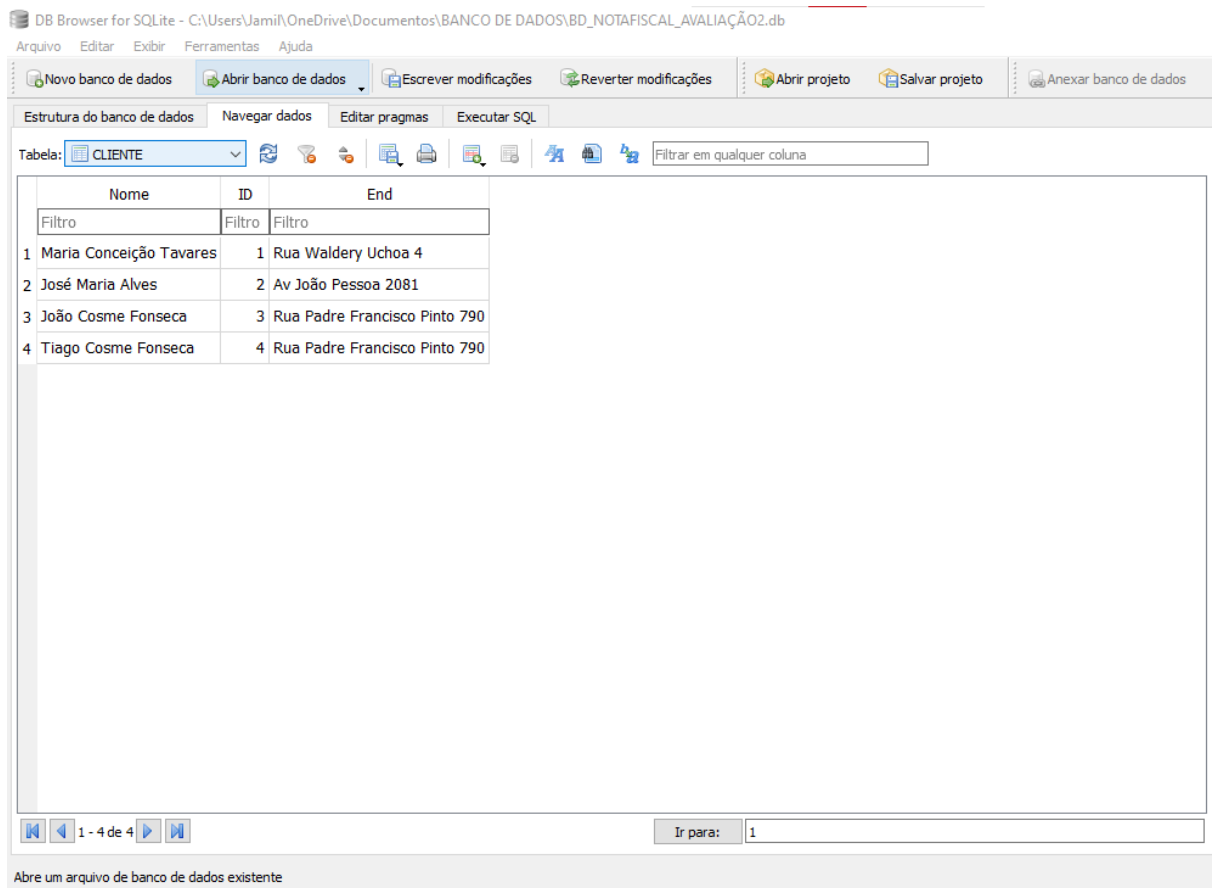 DB Browser for SQLite - C:\Users\Jamil\OneDrive\Documentos\BANCO DE DADOS\BD_NOTAFISCAL_AVALIAÇÃO2.db
Arquivo Editar Exibir Ferramentas Ajuda
Novo banco de dados Abrir banco de dados Escrever modificações Reverter modificações Abrir projeto Salvar projeto Anexar banco de dados
Estrutura do banco de dados Navegar dados Editar pragmas Executar SQL
Tabela: CLIENTE Filtrar em qualquer coluna
Nome ID End
Filtro Filtro Filtro
1 Maria Conceição Tavares 1 Rua Waldery Uchoa 4
2 José Maria Alves 2 Av João Pessoa 2081
3 João Cosme Fonseca 3 Rua Padre Francisco Pinto 790
4 Tiago Cosme Fonseca 4 Rua Padre Francisco Pinto 790
1 - 4 de 4 Ir para: 1
Abre um arquivo de banco de dados existente